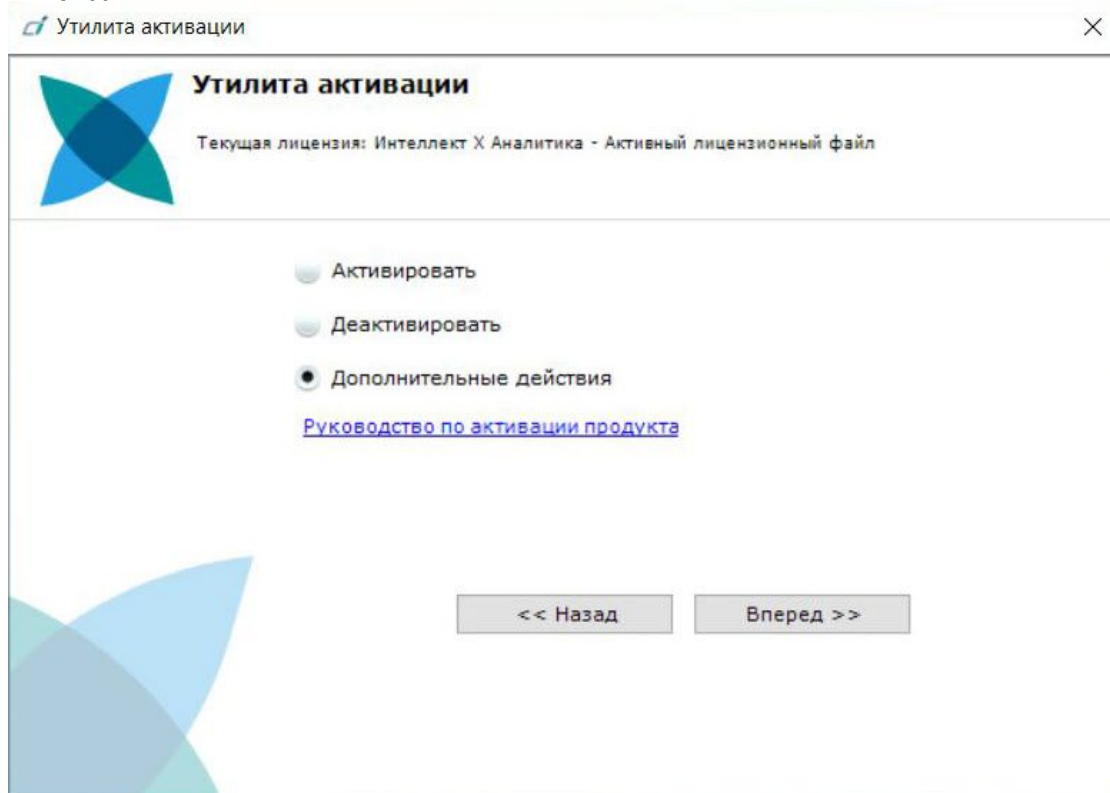 Утилита активации
Утилита активации
Текущая лицензия: Интеллект X Аналитика - Активный лицензионный файл
Активировать
Деактивировать
Дополнительные действия
Руководство по активации продукта
<< Назад
Вперед >>